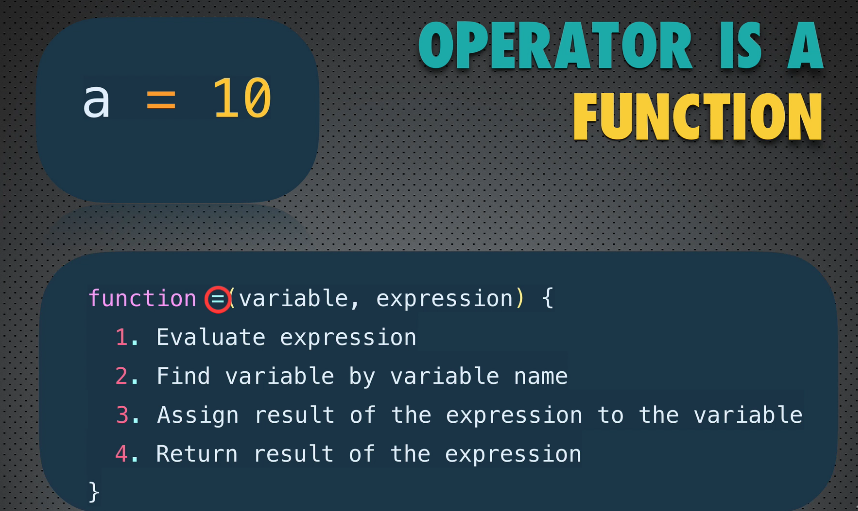 a = 10
OPERATOR IS A
FUNCTION
function =(variable, expression) {
1. Evaluate expression
2. Find variable by variable name
3. Assign result of the expression to the variable
4. Return result of the expression
}